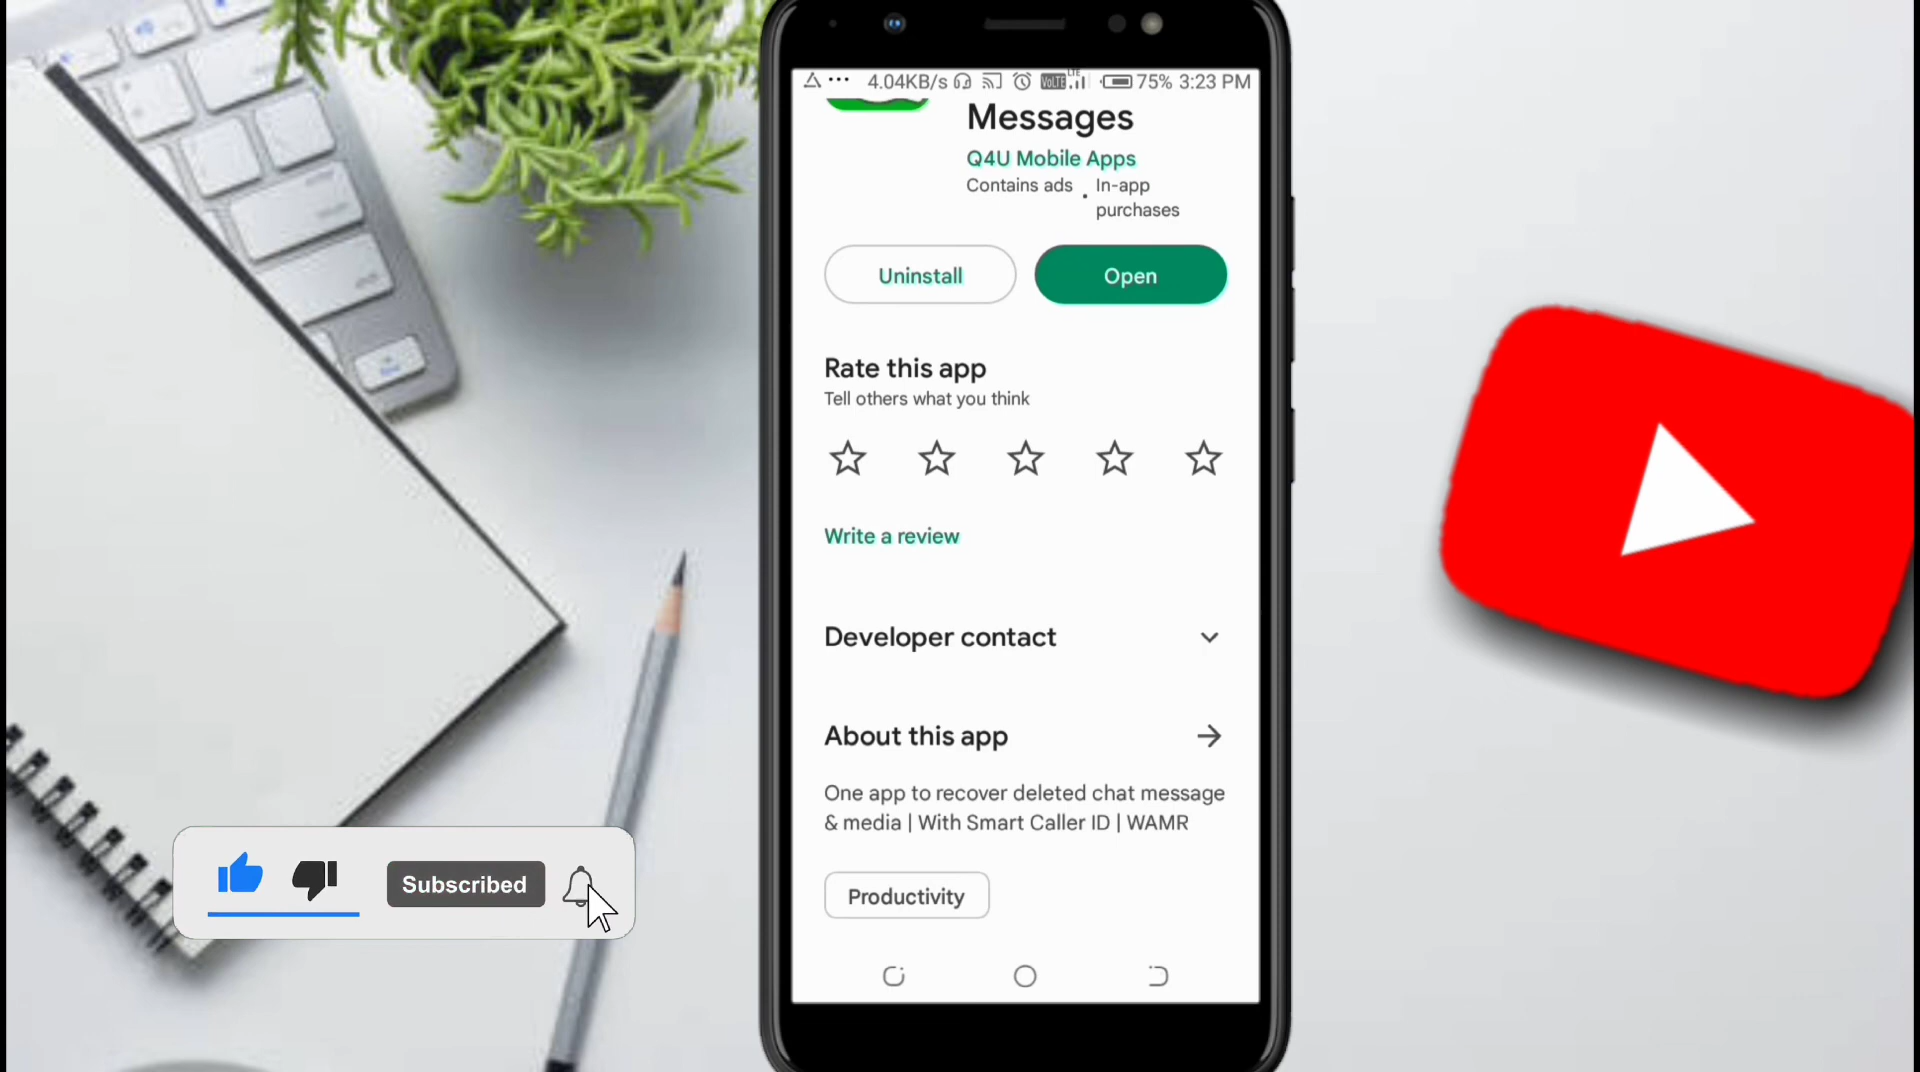 4.04KB/s VoLTE LTE 75% 3:23 PM
Messages
Q4U Mobile Apps
Contains ads • In-app
purchases
Uninstall
Open
Rate this app
Tell others what you think
Write a review
Developer contact
About this app
One app to recover deleted chat message
& media | With Smart Caller ID | WAMR
Productivity
Subscribed